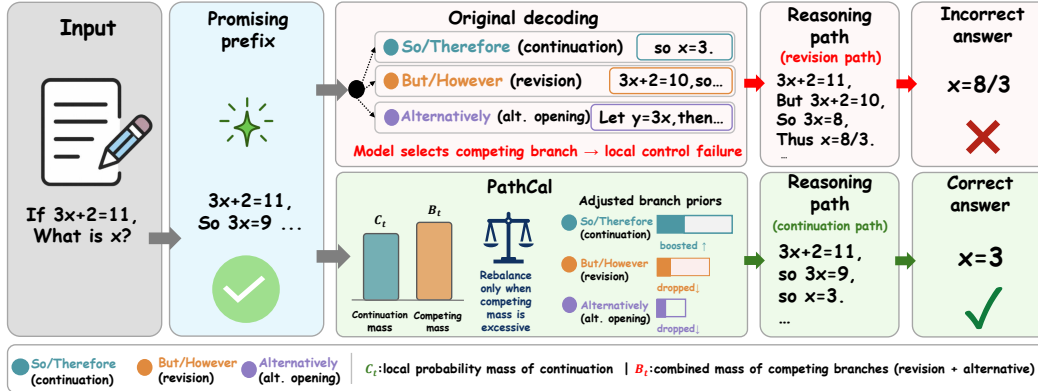 Input
If 3x+2=11,
What is x?
Promising
prefix
3x+2=11,
So 3x=9 ...
Original decoding
So/Therefore (continuation)
so x=3.
But/However (revision)
3x+2=10,so...
Alternatively (alt. opening)
Let y=3x,then...
Model selects competing branch → local control failure
Reasoning
path
(revision path)
3x+2=11,
But 3x+2=10,
So 3x=8,
Thus x=8/3.
...
Incorrect
answer
x=8/3
PathCal
C_t
B_t
Continuation
mass
Competing
mass
Rebalance
only when
competing
mass is
excessive
Adjusted branch priors
So/Therefore
(continuation)
boosted ↑
But/However
(revision)
dropped↓
Alternatively
(alt. opening)
dropped↓
Reasoning
path
(continuation path)
3x+2=11,
so 3x=9,
so x=3.
...
Correct
answer
x=3
So/Therefore
(continuation)
But/However
(revision)
Alternatively
(alt. opening)
C_t:local probability mass of continuation | B_t:combined mass of competing branches (revision + alternative)